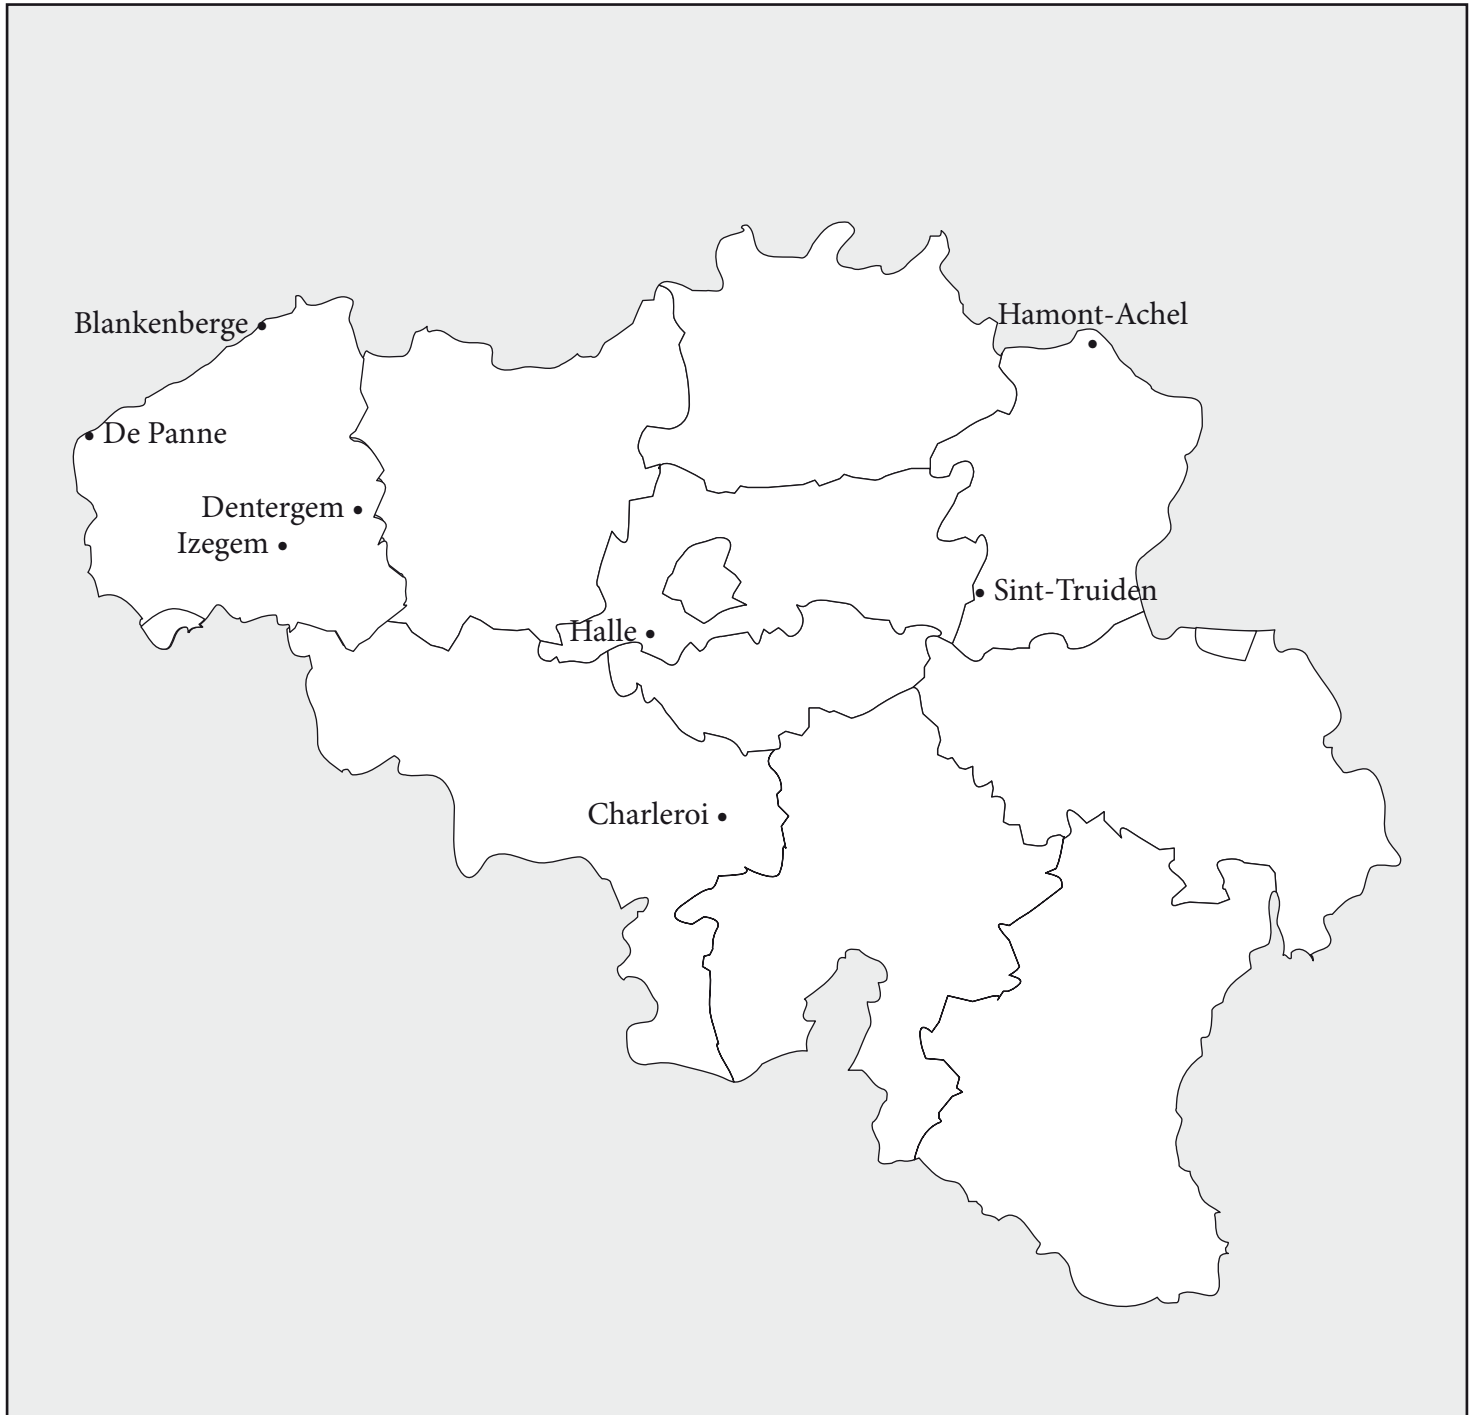 Hamont-Achel
Blankenberge
De Panne
Dentergem
Izegem
Sint-Truiden
Halle
Charleroi